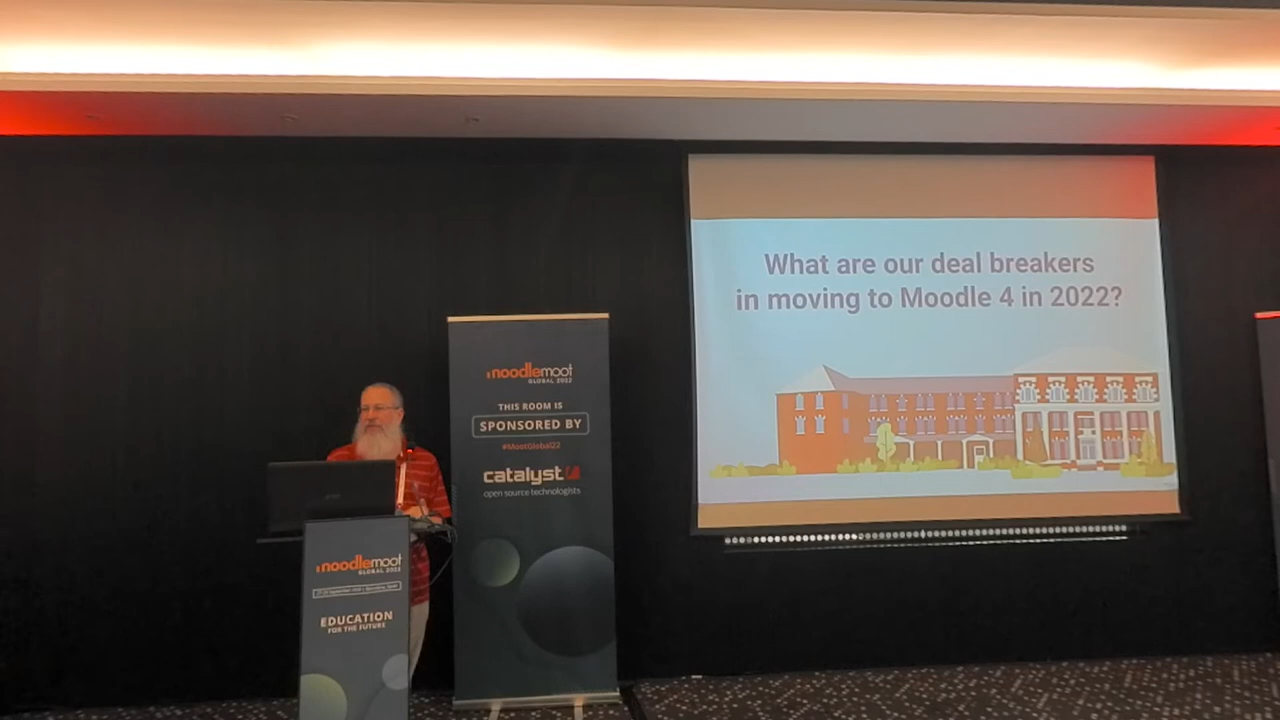 What are our deal breakers
in moving to Moodle 4 in 2022?
moodlemoot
GLOBAL 2022
THIS ROOM IS
SPONSORED BY
#MootGlobal22
catalyst
open source technologists
moodlemoot
GLOBAL 2022
EDUCATION
FOR THE FUTURE